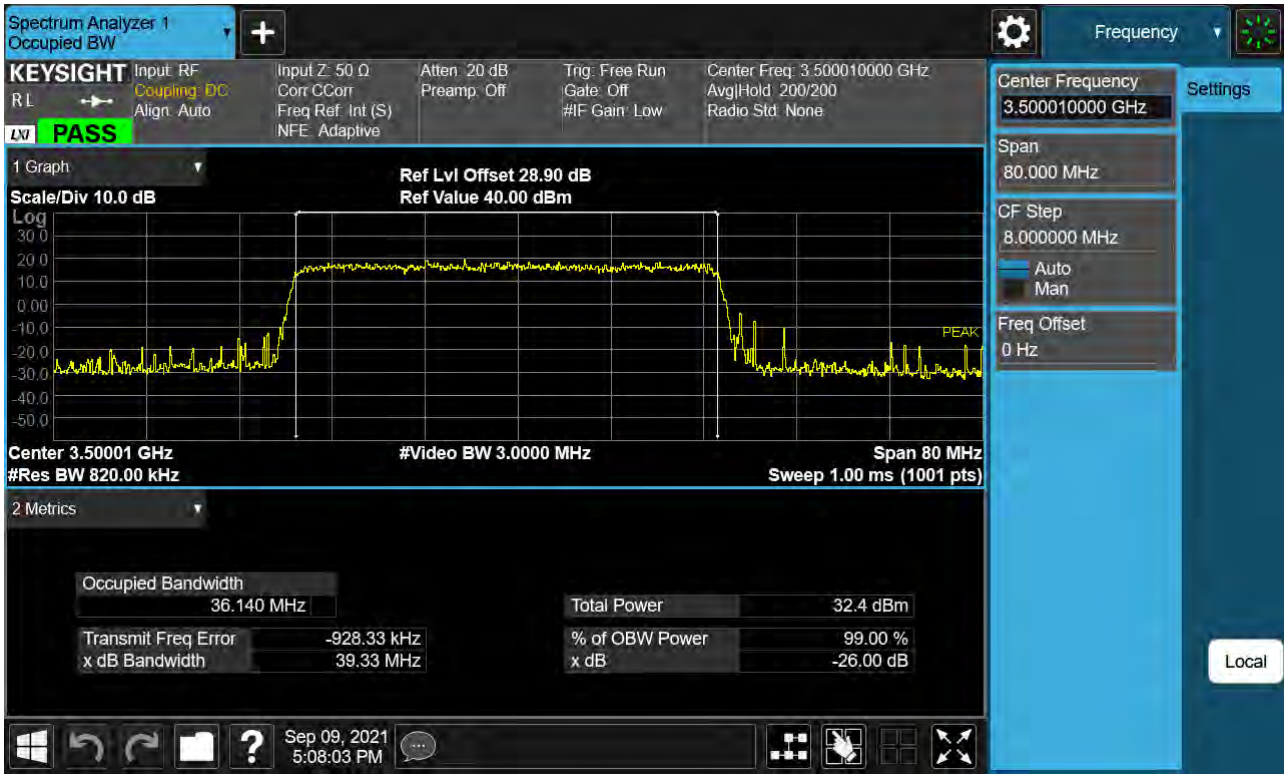 Spectrum Analyzer 1
Occupied BW
Frequency
KEYSIGHT
RL
LXI
PASS
Input: RF
Coupling: DC
Align: Auto
Input Z: 50 Ω
Corr CCorr
Freq Ref: Int (S)
NFE: Adaptive
Atten: 20 dB
Preamp: Off
Trig: Free Run
Gate: Off
#IF Gain: Low
Center Freq: 3.500010000 GHz
Avg|Hold: 200/200
Radio Std: None
Center Frequency
3.500010000 GHz
Settings
Span
80.000 MHz
CF Step
8.000000 MHz
Auto
Man
Freq Offset
0 Hz
Local
1 Graph
Scale/Div 10.0 dB
Ref Lvl Offset 28.90 dB
Ref Value 40.00 dBm
Log
30.0
20.0
10.0
0.00
-10.0
-20.0
-30.0
-40.0
-50.0
PEAK
Center 3.50001 GHz
#Res BW 820.00 kHz
#Video BW 3.0000 MHz
Span 80 MHz
Sweep 1.00 ms (1001 pts)
2 Metrics
Occupied Bandwidth
36.140 MHz
Transmit Freq Error -928.33 kHz
x dB Bandwidth 39.33 MHz
Total Power 32.4 dBm
% of OBW Power 99.00 %
x dB -26.00 dB
?
Sep 09, 2021
5:08:03 PM